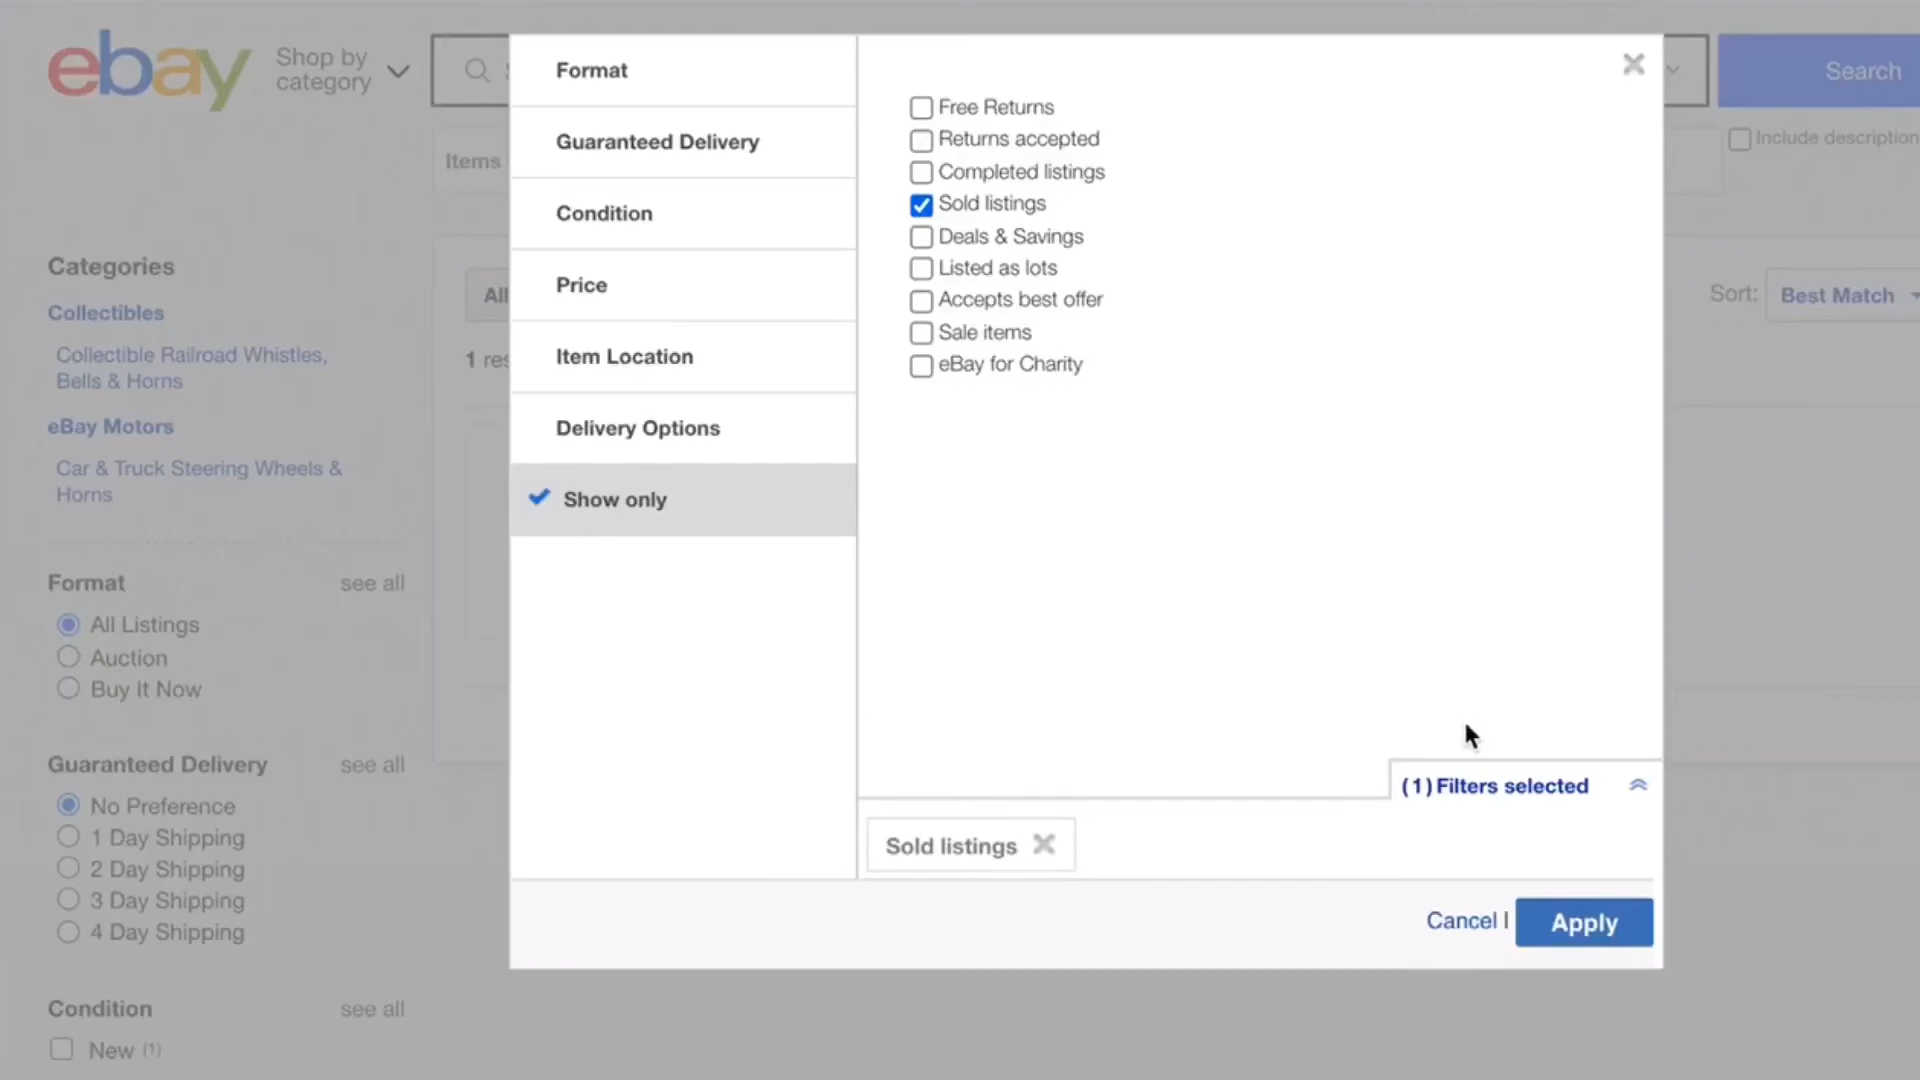 ebay
Shop by
category
Search
Include description
Items
Categories
Collectibles
Collectible Railroad Whistles,
Bells & Horns
eBay Motors
Car & Truck Steering Wheels &
Horns
Format see all
All Listings
Auction
Buy It Now
Guaranteed Delivery see all
No Preference
1 Day Shipping
2 Day Shipping
3 Day Shipping
4 Day Shipping
Condition see all
New (1)
All
1 res
Sort: Best Match
Format
Guaranteed Delivery
Condition
Price
Item Location
Delivery Options
Show only
Free Returns
Returns accepted
Completed listings
Sold listings
Deals & Savings
Listed as lots
Accepts best offer
Sale items
eBay for Charity
(1) Filters selected
Sold listings
Cancel | Apply